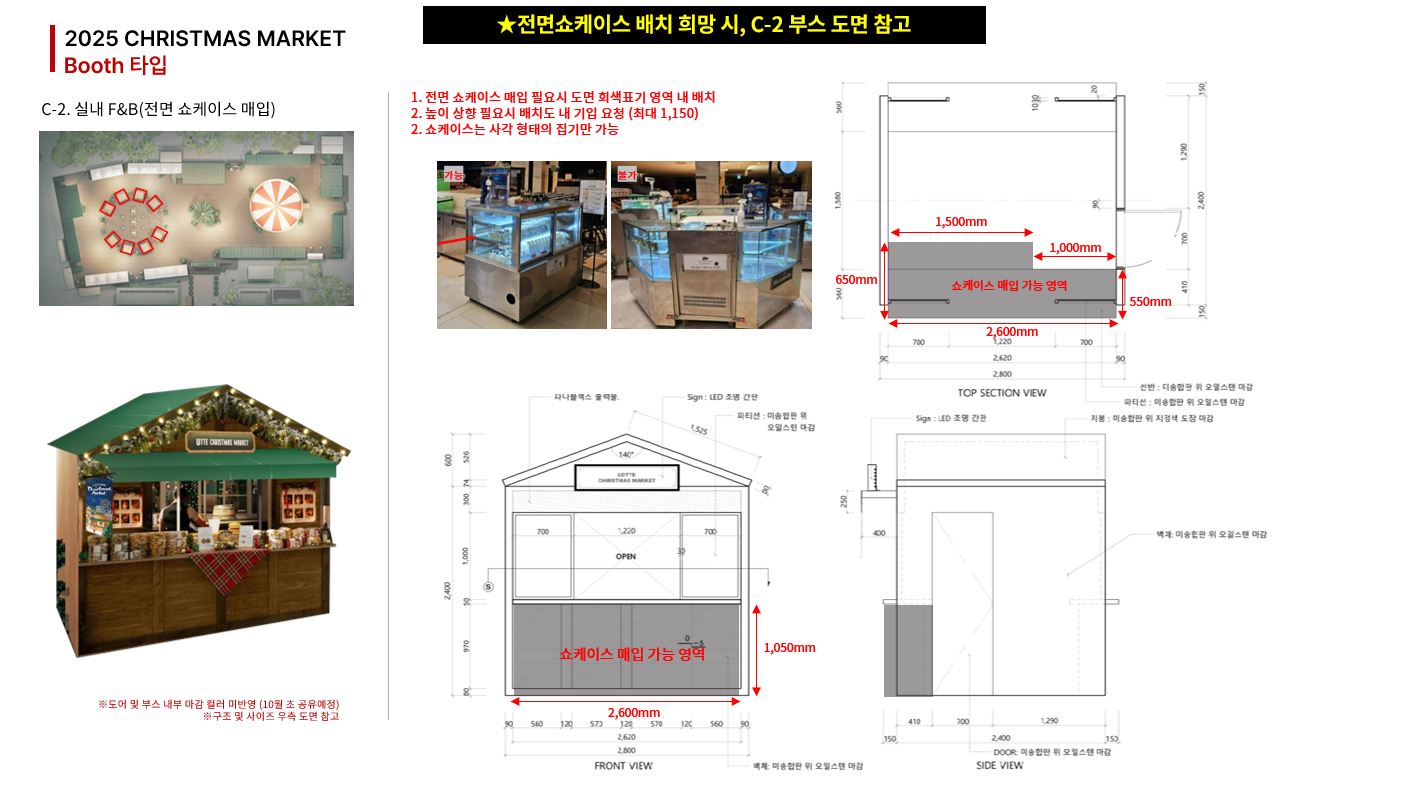 ★전면쇼케이스 배치 희망 시, C-2 부스 도면 참고
2025 CHRISTMAS MARKET
Booth 타입
C-2. 실내 F&B(전면 쇼케이스 매입)
1. 전면 쇼케이스 매입 필요시 도면 회색표기 영역 내 배치
2. 높이 상향 필요시 배치도 내 기입 요청 (최대 1,150)
2. 쇼케이스는 사각 형태의 집기만 가능
가능
불가
560
1,580
560
20
1030
90
150
1,290
2,400
700
410
150
1,500mm
1,000mm
650mm
쇼케이스 매입 가능 영역
550mm
2,600mm
700
1,220
700
90
2,620
90
2,800
TOP SECTION VIEW
선반 : 미송합판 위 오일스텐 마감
파티션 : 미송합판 위 오일스텐 마감
LOTTE CHRISTMAS MARKET
Christmas Market
※도어 및 부스 내부 마감 컬러 미반영 (10월 초 공유예정)
※구조 및 사이즈 우측 도면 참고
파나플렉스 출력물.
Sign : LED 조명 간판
파티션 : 미송합판 위
오일스텐 마감
1,525
140°
90
LOTTE
CHRISTMAS MARKET
600
526
74
300
1,000
2,400
50
970
80
700
1,220
700
30
OPEN
S
쇼케이스 매입 가능 영역
1,050mm
2,600mm
90
560
120
573
120
570
120
560
90
2,620
2,800
FRONT VIEW
벽체: 미송합판 위 오일스텐 마감
Sign : LED 조명 간판
지붕 : 미송합판 위 지정색 도장 마감
250
400
벽체: 미송합판 위 오일스텐 마감
410
700
1,290
150
2,400
150
DOOR: 미송합판 위 오일스텐 마감
SIDE VIEW